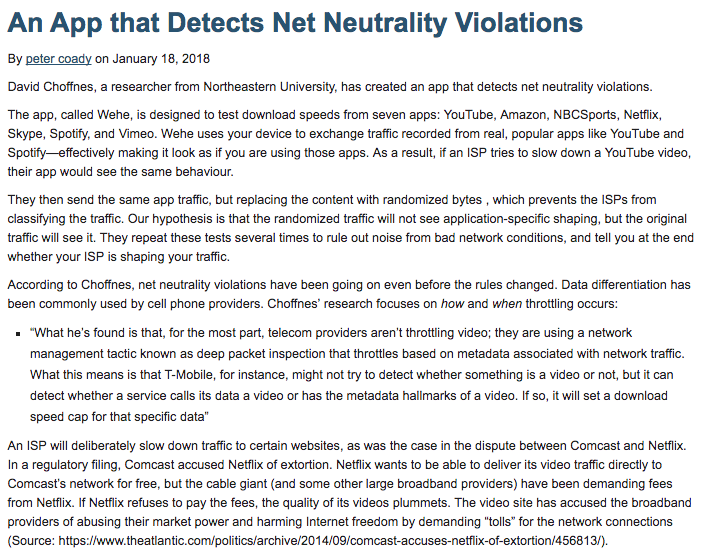 An App that Detects Net Neutrality Violations
By peter coady on January 18, 2018
David Choffnes, a researcher from Northeastern University, has created an app that detects net neutrality violations.
The app, called Wehe, is designed to test download speeds from seven apps: YouTube, Amazon, NBCSports, Netflix,
Skype, Spotify, and Vimeo. Wehe uses your device to exchange traffic recorded from real, popular apps like YouTube and
Spotify—effectively making it look as if you are using those apps. As a result, if an ISP tries to slow down a YouTube video,
their app would see the same behaviour.
They then send the same app traffic, but replacing the content with randomized bytes , which prevents the ISPs from
classifying the traffic. Our hypothesis is that the randomized traffic will not see application-specific shaping, but the original
traffic will see it. They repeat these tests several times to rule out noise from bad network conditions, and tell you at the end
whether your ISP is shaping your traffic.
According to Choffnes, net neutrality violations have been going on even before the rules changed. Data differentiation has
been commonly used by cell phone providers. Choffnes' research focuses on how and when throttling occurs:
▪ “What he's found is that, for the most part, telecom providers aren't throttling video; they are using a network
management tactic known as deep packet inspection that throttles based on metadata associated with network traffic.
What this means is that T-Mobile, for instance, might not try to detect whether something is a video or not, but it can
detect whether a service calls its data a video or has the metadata hallmarks of a video. If so, it will set a download
speed cap for that specific data”
An ISP will deliberately slow down traffic to certain websites, as was the case in the dispute between Comcast and Netflix.
In a regulatory filing, Comcast accused Netflix of extortion. Netflix wants to be able to deliver its video traffic directly to
Comcast's network for free, but the cable giant (and some other large broadband providers) have been demanding fees
from Netflix. If Netflix refuses to pay the fees, the quality of its videos plummets. The video site has accused the broadband
providers of abusing their market power and harming Internet freedom by demanding “tolls” for the network connections
(Source: https://www.theatlantic.com/politics/archive/2014/09/comcast-accuses-netflix-of-extortion/456813/).